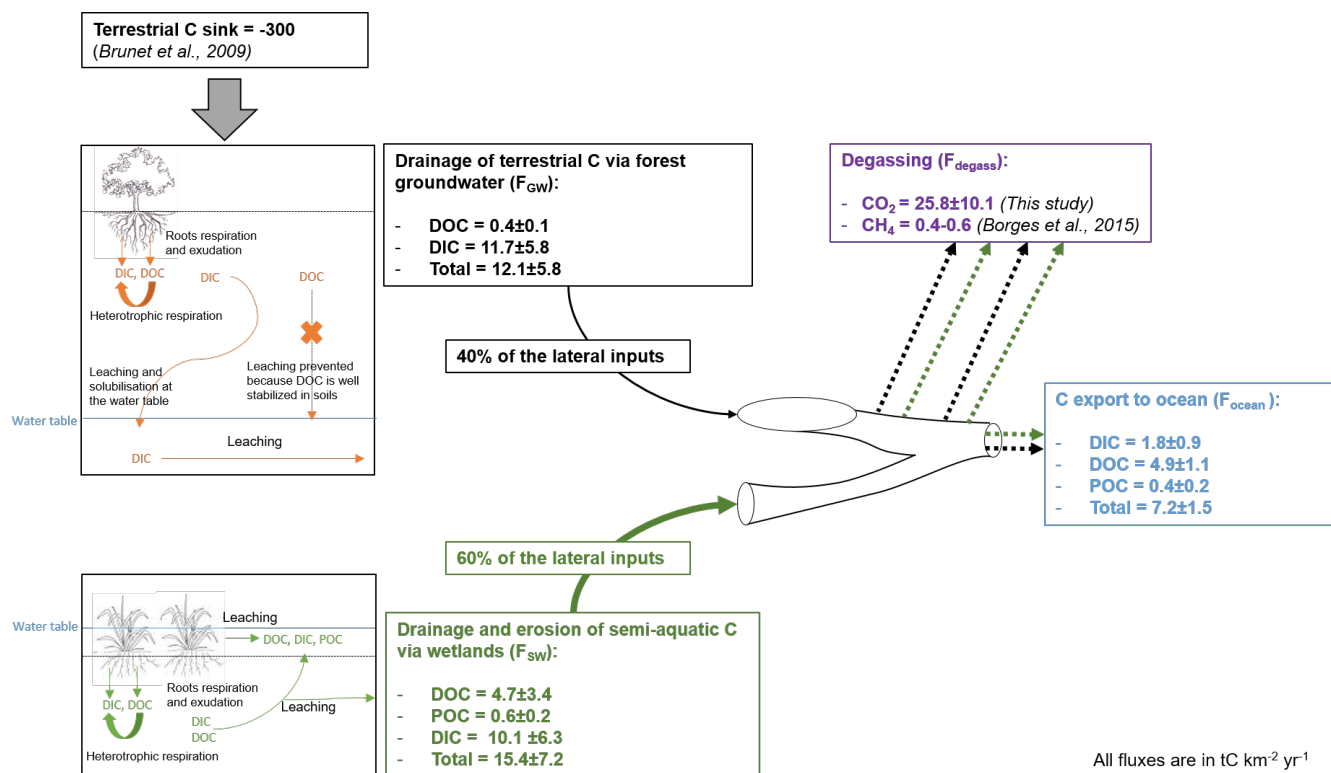 Terrestrial C sink = -300
(Brunet et al., 2009)
Roots respiration
and exudation
DIC, DOC
DIC
DOC
Heterotrophic respiration
Leaching and
solubilisation at
the water table
Leaching prevented
because DOC is well
stabilized in soils
Water table
Leaching
DIC
Drainage of terrestrial C via forest
groundwater (FGW):
- DOC = 0.4±0.1
- DIC = 11.7±5.8
- Total = 12.1±5.8
40% of the lateral inputs
Degassing (Fdegass):
- CO2 = 25.8±10.1 (This study)
- CH4 = 0.4-0.6 (Borges et al., 2015)
C export to ocean (Focean ):
- DIC = 1.8±0.9
- DOC = 4.9±1.1
- POC = 0.4±0.2
- Total = 7.2±1.5
60% of the lateral inputs
Water table
Leaching
DOC, DIC, POC
Roots respiration
and exudation
DIC, DOC
Leaching
DIC
DOC
Heterotrophic respiration
Drainage and erosion of semi-aquatic C
via wetlands (FSW):
- DOC = 4.7±3.4
- POC = 0.6±0.2
- DIC = 10.1 ±6.3
- Total = 15.4±7.2
All fluxes are in tC km-2 yr-1